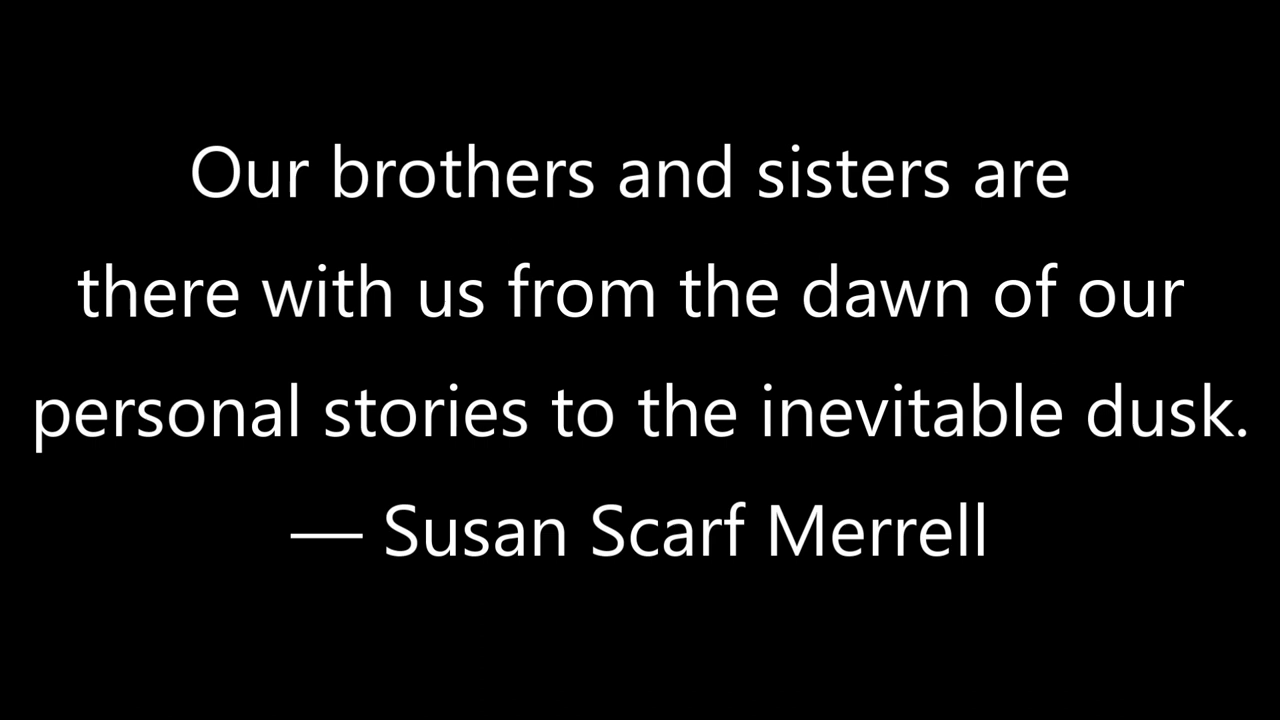 Our brothers and sisters are
there with us from the dawn of our
personal stories to the inevitable dusk.
— Susan Scarf Merrell